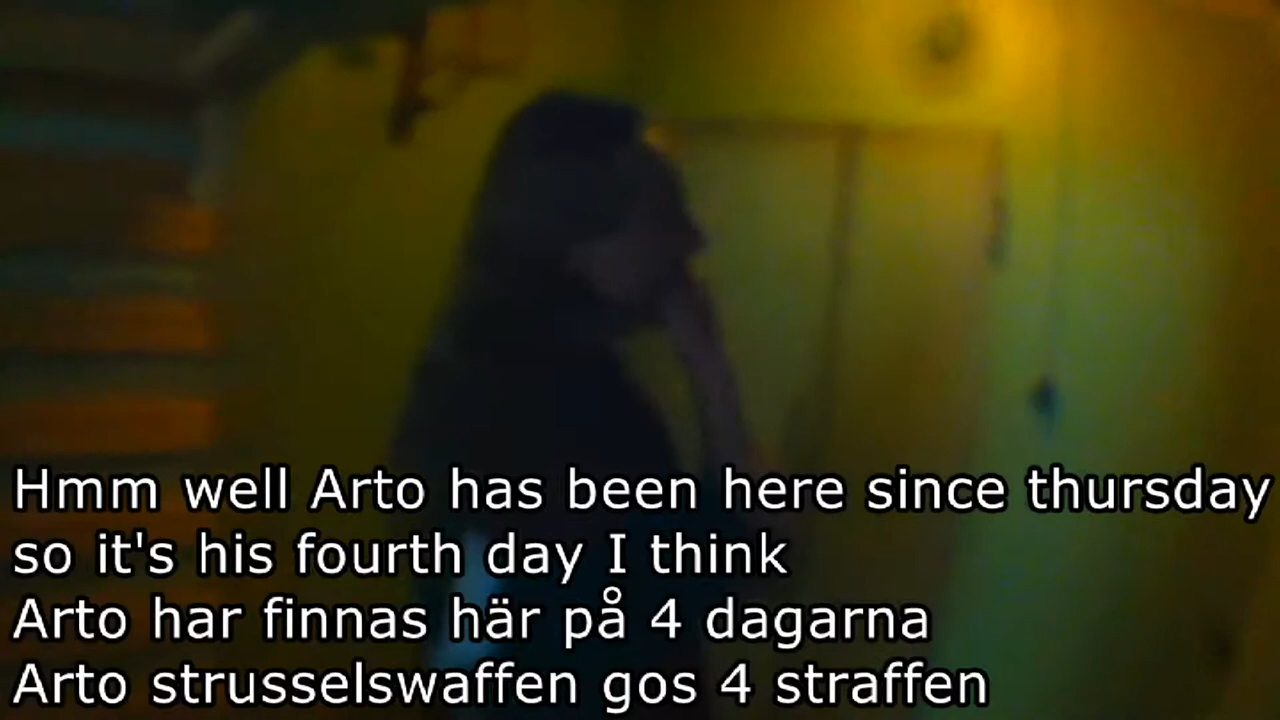 Hmm well Arto has been here since thursday
so it's his fourth day I think
Arto har finnas här på 4 dagarna
Arto strusselswaffen gos 4 straffen